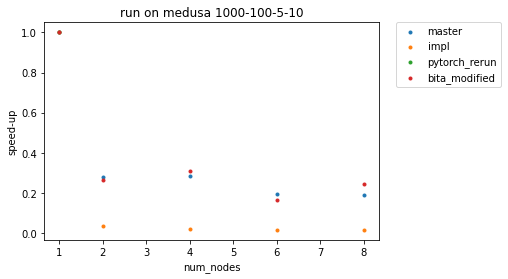 run on medusa 1000-100-5-10
master
impl
pytorch_rerun
bita_modified
speed-up
1.0
0.8
0.6
0.4
0.2
0.0
1 2 3 4 5 6 7 8
num_nodes